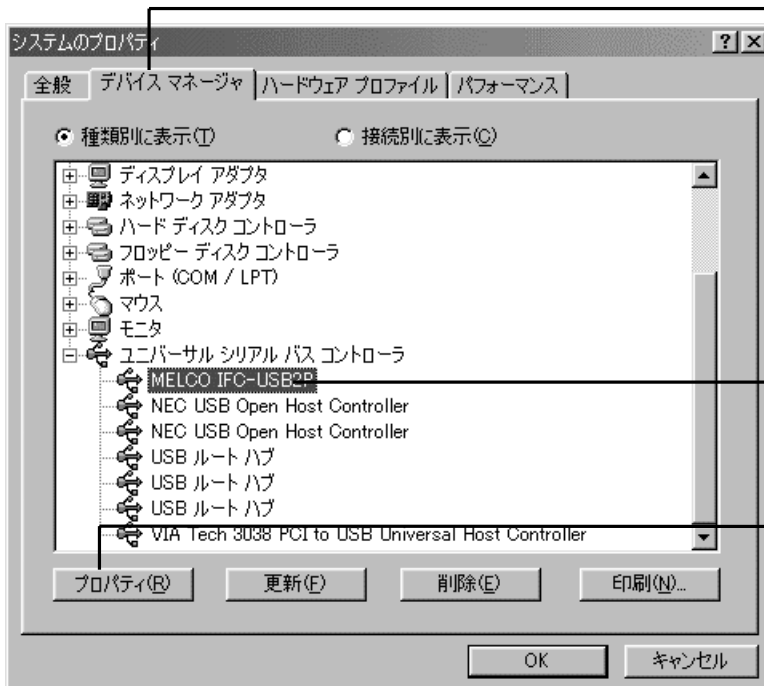 システムのプロパティ
全般 デバイス マネージャ ハードウェア プロファイル パフォーマンス
種類別に表示(T) 接続別に表示(C)
ディスプレイ アダプタ
ネットワーク アダプタ
ハード ディスク コントローラ
フロッピー ディスク コントローラ
ポート (COM / LPT)
マウス
モニタ
ユニバーサル シリアル バス コントローラ
MELCO IFC-USB2P
NEC USB Open Host Controller
NEC USB Open Host Controller
USB ルート ハブ
USB ルート ハブ
USB ルート ハブ
VIA Tech 3038 PCI to USB Universal Host Controller
プロパティ(R) 更新(F) 削除(E) 印刷(N)...
OK キャンセル